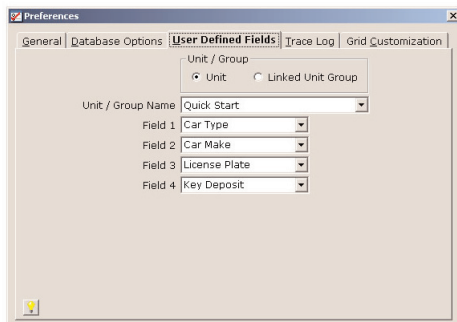 Preferences
General Database Options User Defined Fields Trace Log Grid Customization
Unit / Group
Unit Linked Unit Group
Unit / Group Name Quick Start
Field 1 Car Type
Field 2 Car Make
Field 3 License Plate
Field 4 Key Deposit